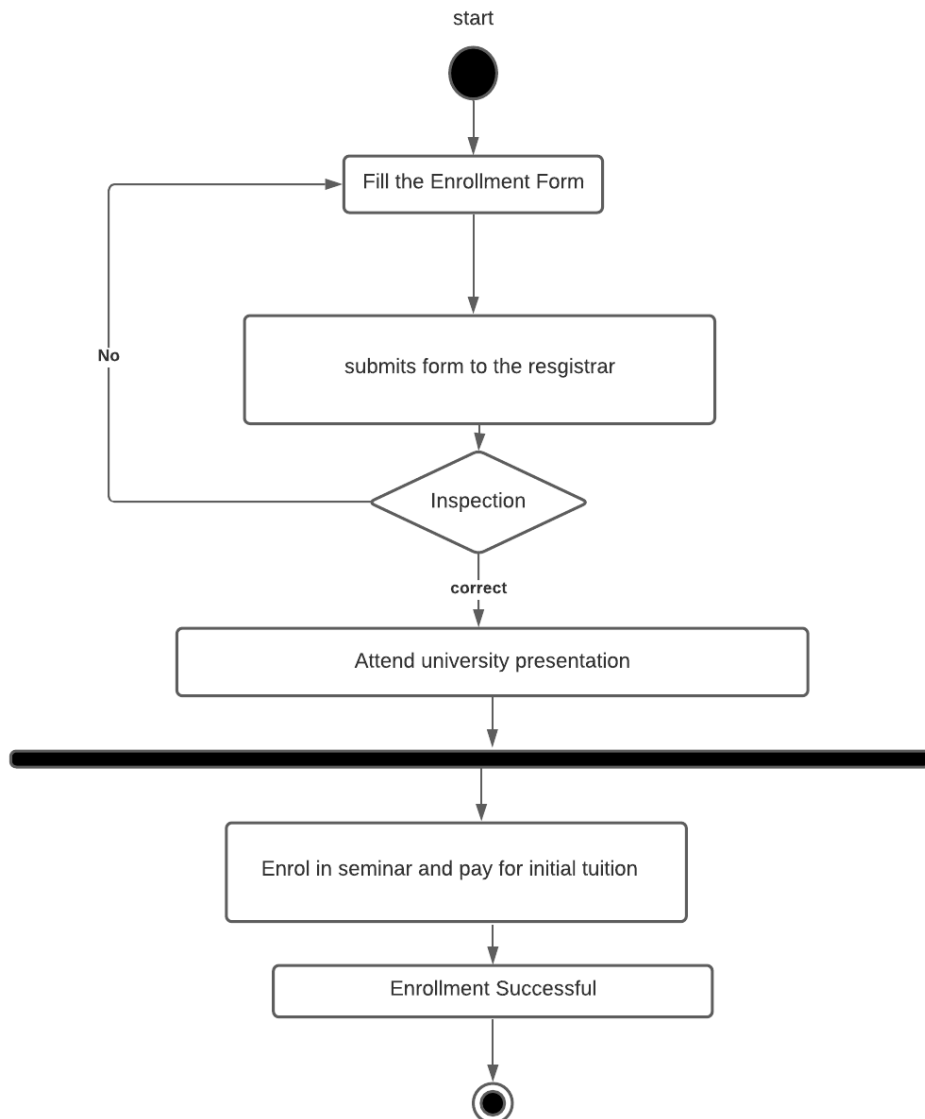 start
Fill the Enrollment Form
No
submits form to the resgistrar
Inspection
correct
Attend university presentation
Enrol in seminar and pay for initial tuition
Enrollment Successful